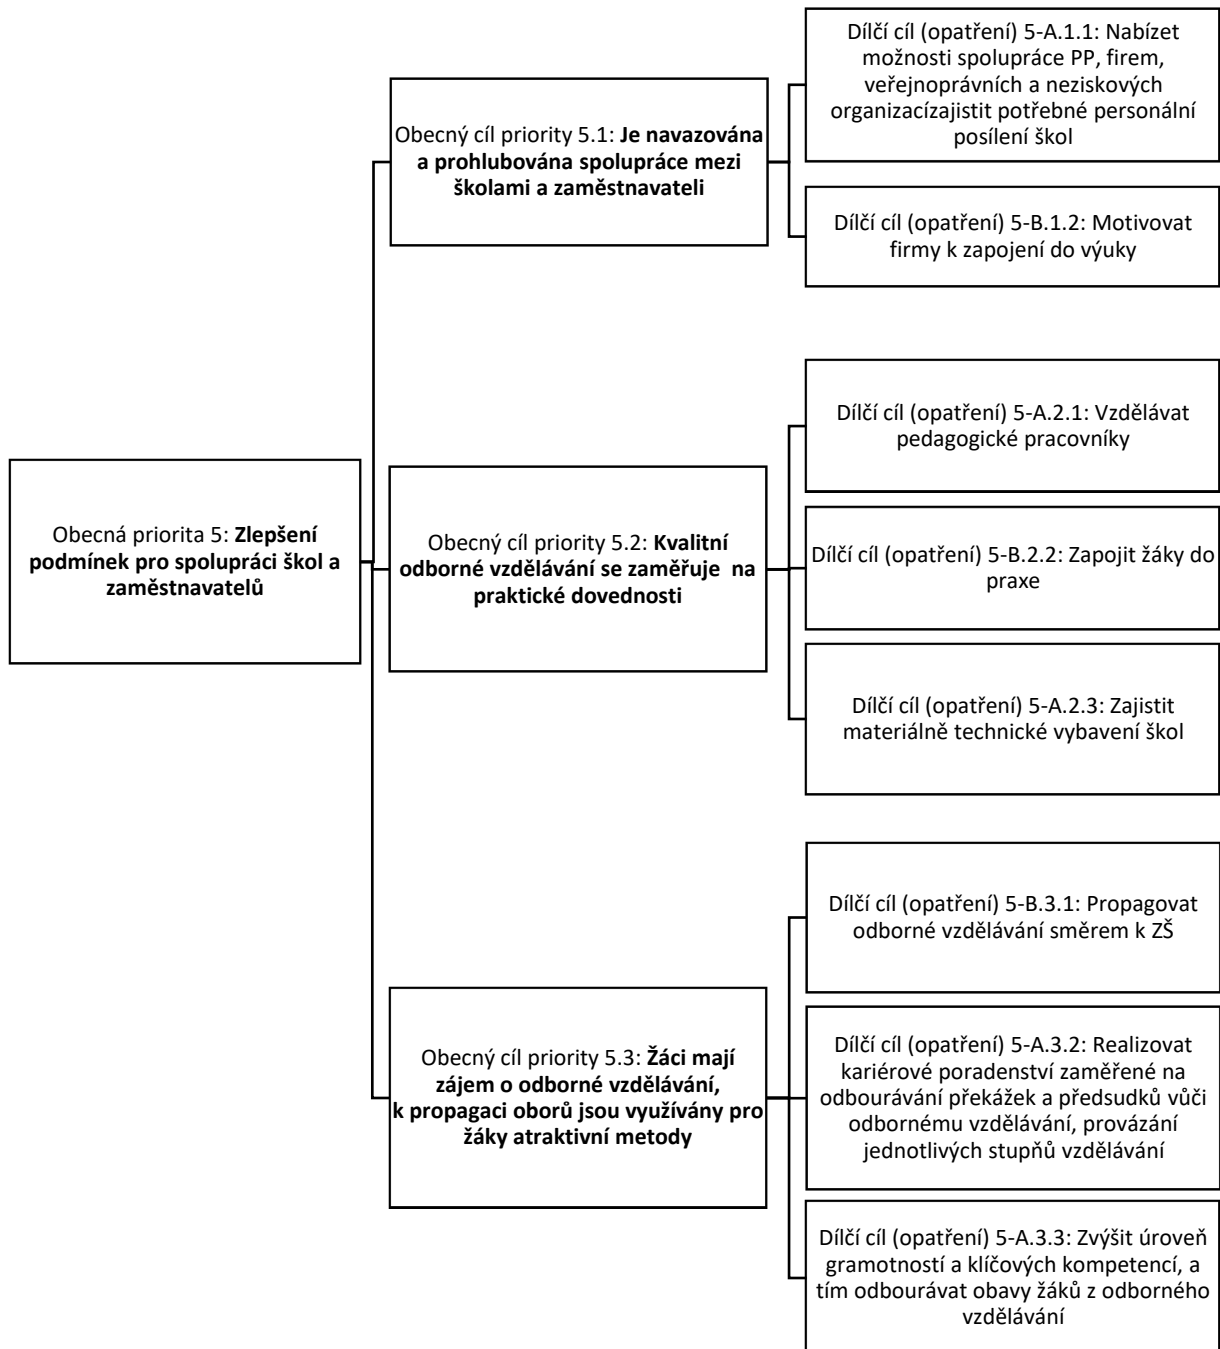 Obecná priorita 5: Zlepšení
podmínek pro spolupráci škol a
zaměstnavatelů
Obecný cíl priority 5.1: Je navazována
a prohlubována spolupráce mezi
školami a zaměstnavateli
Dílčí cíl (opatření) 5-A.1.1: Nabízet
možnosti spolupráce PP, firem,
veřejnoprávních a neziskových
organizacízajistit potřebné personální
posílení škol
Dílčí cíl (opatření) 5-B.1.2: Motivovat
firmy k zapojení do výuky
Obecný cíl priority 5.2: Kvalitní
odborné vzdělávání se zaměřuje  na
praktické dovednosti
Dílčí cíl (opatření) 5-A.2.1: Vzdělávat
pedagogické pracovníky
Dílčí cíl (opatření) 5-B.2.2: Zapojit žáky do
praxe
Dílčí cíl (opatření) 5-A.2.3: Zajistit
materiálně technické vybavení škol
Obecný cíl priority 5.3: Žáci mají
zájem o odborné vzdělávání,
k propagaci oborů jsou využívány pro
žáky atraktivní metody
Dílčí cíl (opatření) 5-B.3.1: Propagovat
odborné vzdělávání směrem k ZŠ
Dílčí cíl (opatření) 5-A.3.2: Realizovat
kariérové poradenství zaměřené na
odbourávání překážek a předsudků vůči
odbornému vzdělávání, provázání
jednotlivých stupňů vzdělávání
Dílčí cíl (opatření) 5-A.3.3: Zvýšit úroveň
gramotností a klíčových kompetencí, a
tím odbourávat obavy žáků z odborného
vzdělávání